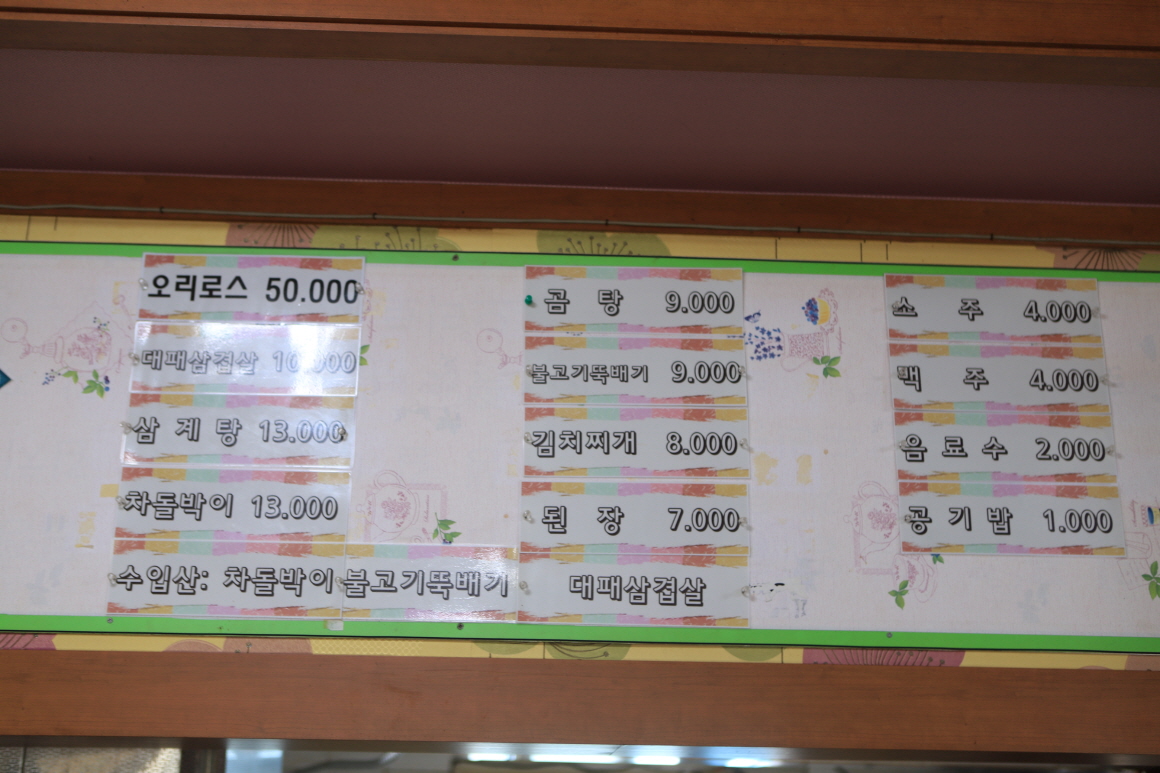 오리로스 50.000
대패삼겹살 10.000
삼계탕 13.000
차돌박이 13.000
수입산: 차돌박이 불고기뚝배기 대패삼겹살
곰탕 9.000
불고기뚝배기 9.000
김치찌개 8.000
된장 7.000
소주 4.000
맥주 4.000
음료수 2.000
공기밥 1.000